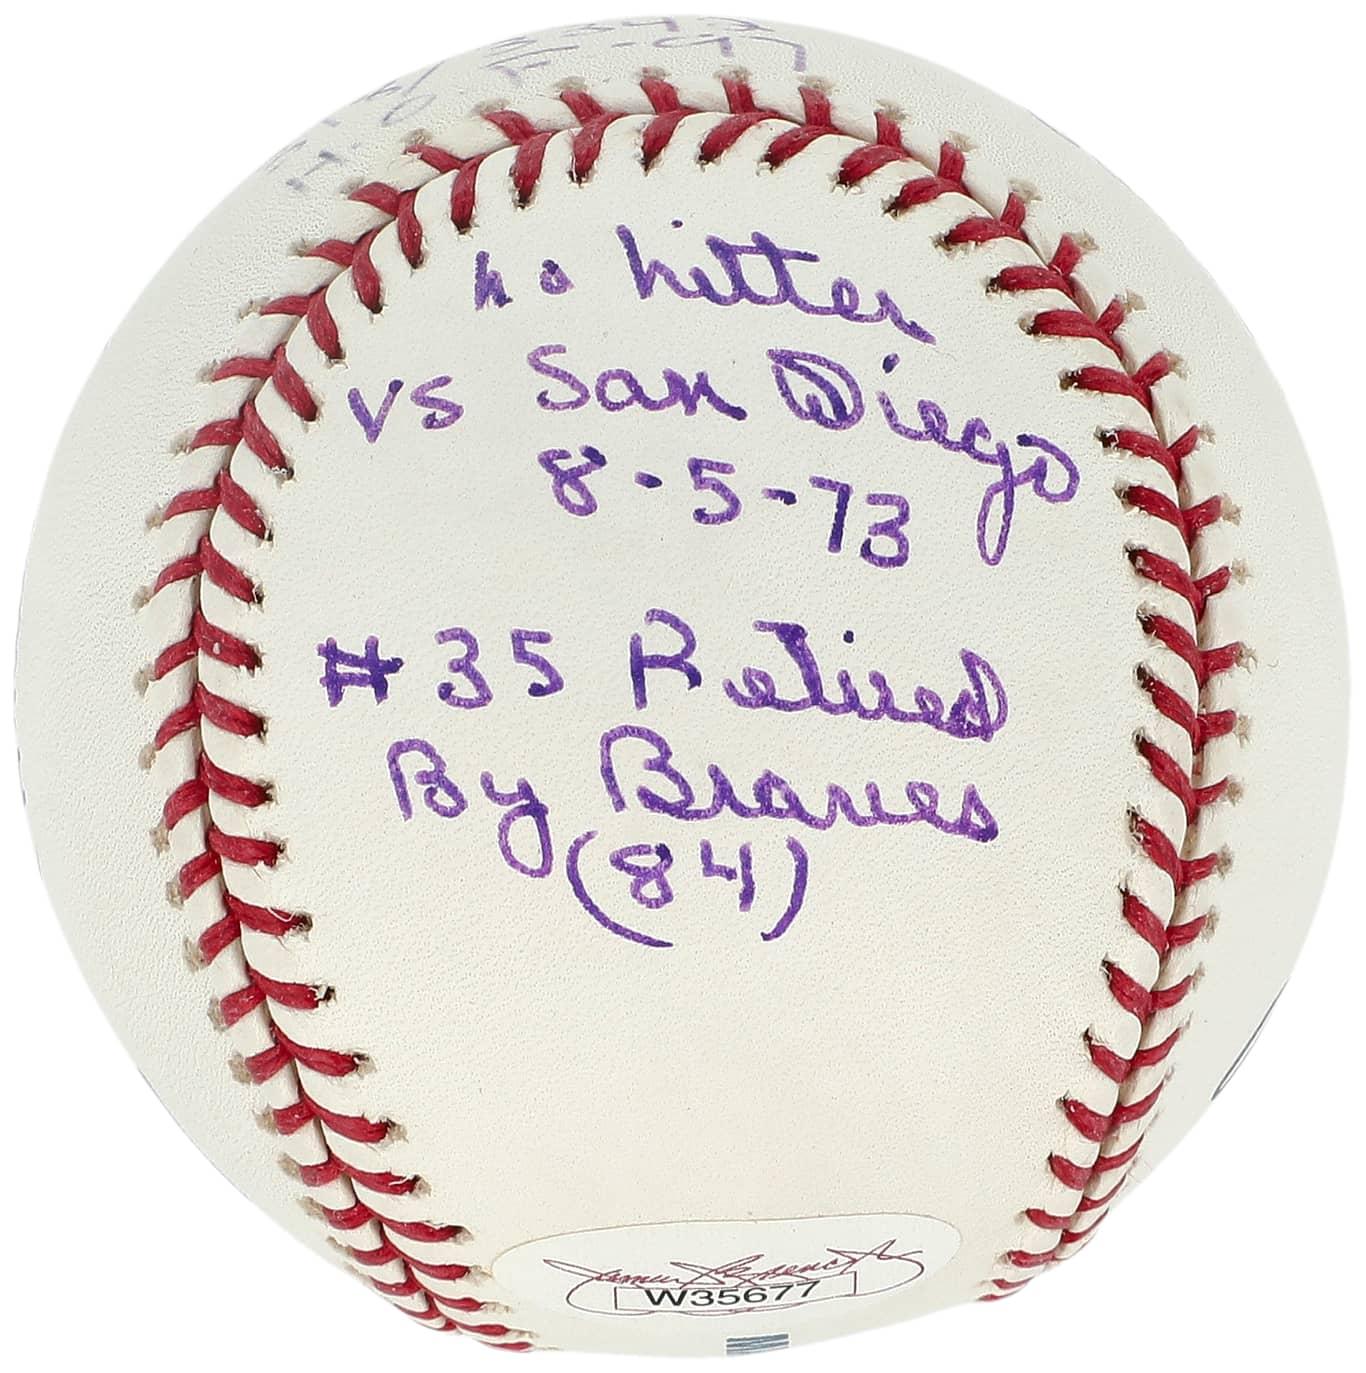 no hitter
vs San Diego
8-5-73
#35 Retired
By Braves
(84)
W35677